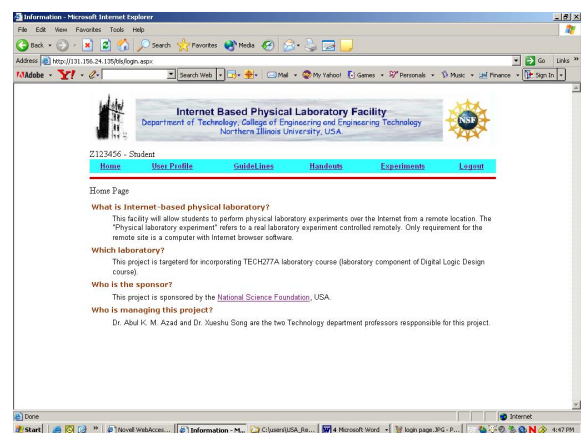 Information - Microsoft Internet Explorer
File Edit View Favorites Tools Help
Back Search Favorites Media
Address http://131.156.24.135/tils/login.aspx Go Links »
Adobe Y! Search Web Mail My Yahoo! Games Personals Music Finance Sign In
Internet Based Physical Laboratory Facility
Department of Technology, College of Engineering and Engineering Technology
Northern Illinois University, USA.
NSF
Z123456 - Student
Home User Profile GuideLines Handouts Experiments Logout
Home Page
What is Internet-based physical laboratory?
This facility will allow students to perform physical laboratory experiments over the Internet from a remote location. The
"Physical laboratory experiment" refers to a real laboratory experiment controlled remotely. Only requirement for the
remote site is a computer with Internet browser software.
Which laboratory?
This project is targeterd for incorporating TECH277A laboratory course (laboratory component of Digital Logic Design
course).
Who is the sponsor?
This project is sponsored by the National Science Foundation, USA.
Who is managing this project?
Dr. Abul K. M. Azad and Dr. Xueshu Song are the two Technology department professors respponsible for this project.
Done Internet
Start » Novell WebAcces... Information - M... C:\users\USA_Re... 4 Microsoft Word login page.JPG - P... 4:47 PM